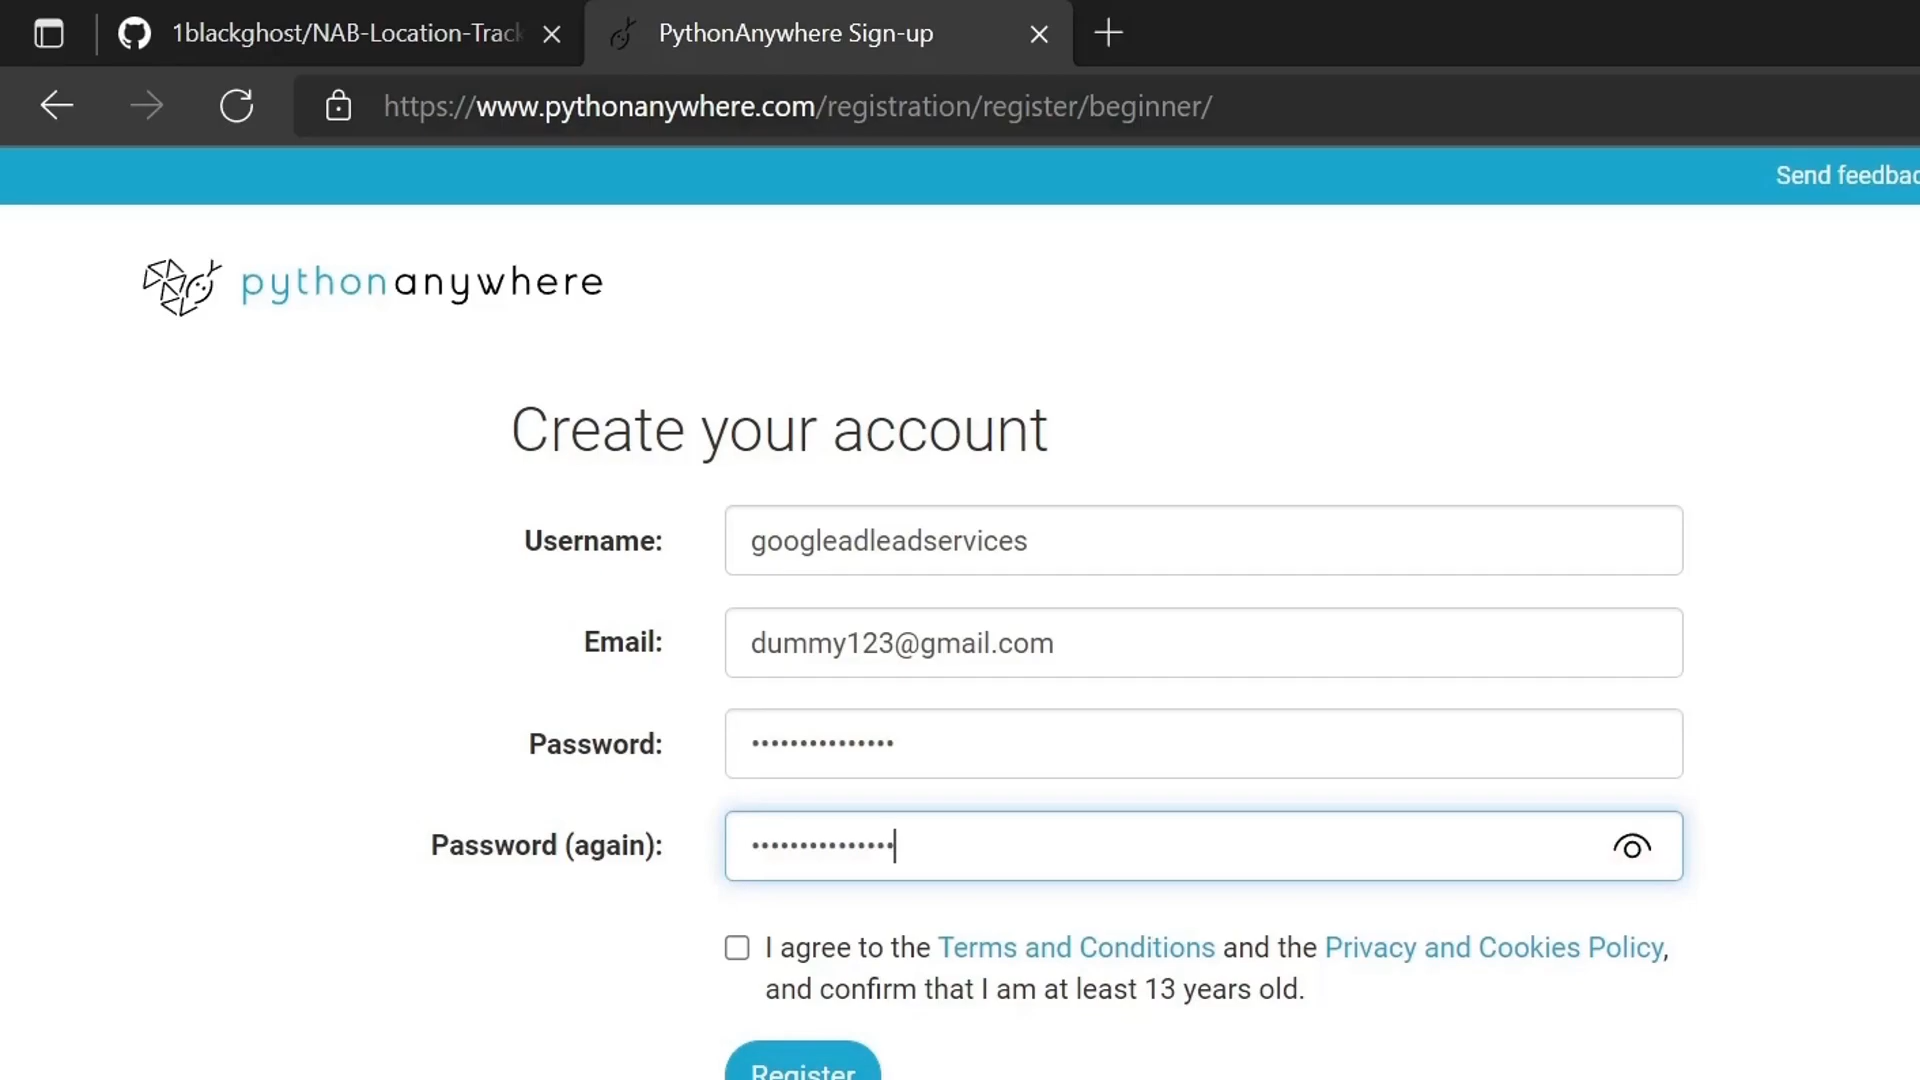 1blackghost/NAB-Location-Track
PythonAnywhere Sign-up
https://www.pythonanywhere.com/registration/register/beginner/
Send feedbac
pythonanywhere
Create your account
Username: googleadleadservices
Email: dummy123@gmail.com
Password: •••••••••••••••
Password (again): •••••••••••••••
I agree to the Terms and Conditions and the Privacy and Cookies Policy,
and confirm that I am at least 13 years old.
Register